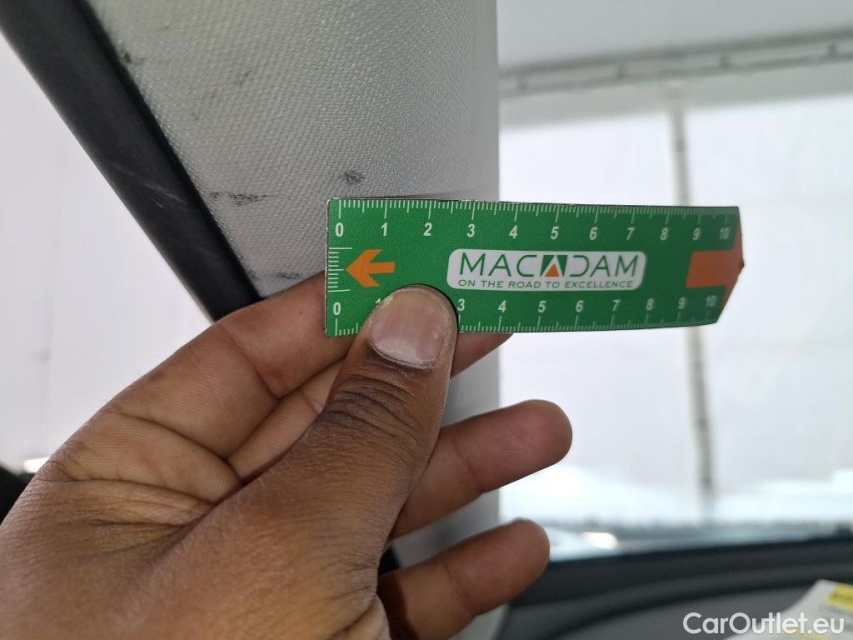 0 1 2 3 4 5 6 7 8 9 10
MACADAM
ON THE ROAD TO EXCELLENCE
0 1 3 4 5 6 7 8 9 10
CarOutlet.eu